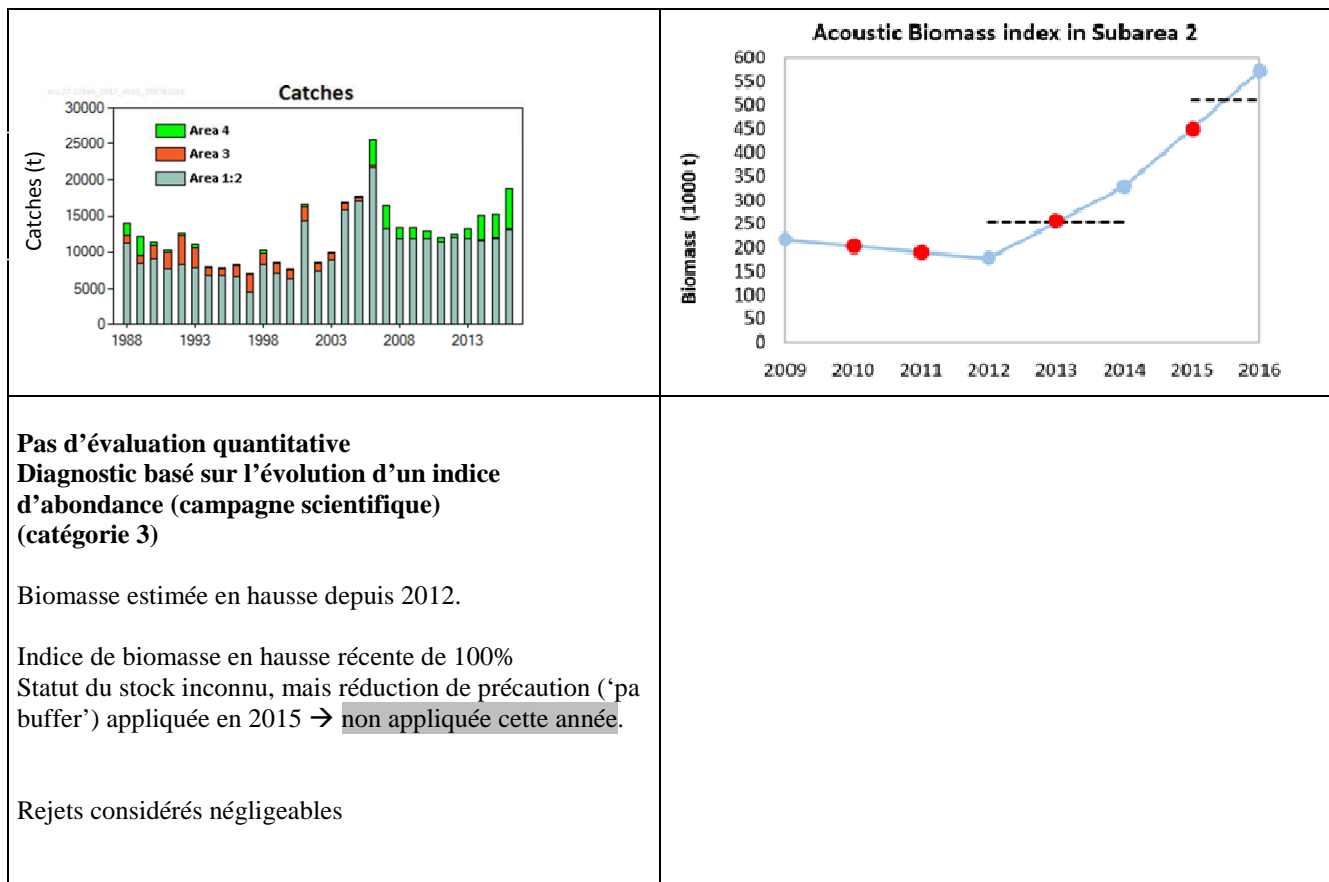 Catches
Catches (t)
30000
25000
20000
15000
10000
5000
0
Area 4
Area 3
Area 1:2
1988 1993 1998 2003 2008 2013
Acoustic Biomass index in Subarea 2
Biomass (1000 t)
600
550
500
450
400
350
300
250
200
150
100
50
0
2009 2010 2011 2012 2013 2014 2015 2016
Pas d’évaluation quantitative
Diagnostic basé sur l’évolution d’un indice
d’abondance (campagne scientifique)
(catégorie 3)
Biomasse estimée en hausse depuis 2012.
Indice de biomasse en hausse récente de 100%
Statut du stock inconnu, mais réduction de précaution (‘pa
buffer’) appliquée en 2015 → non appliquée cette année.
Rejets considérés négligeables